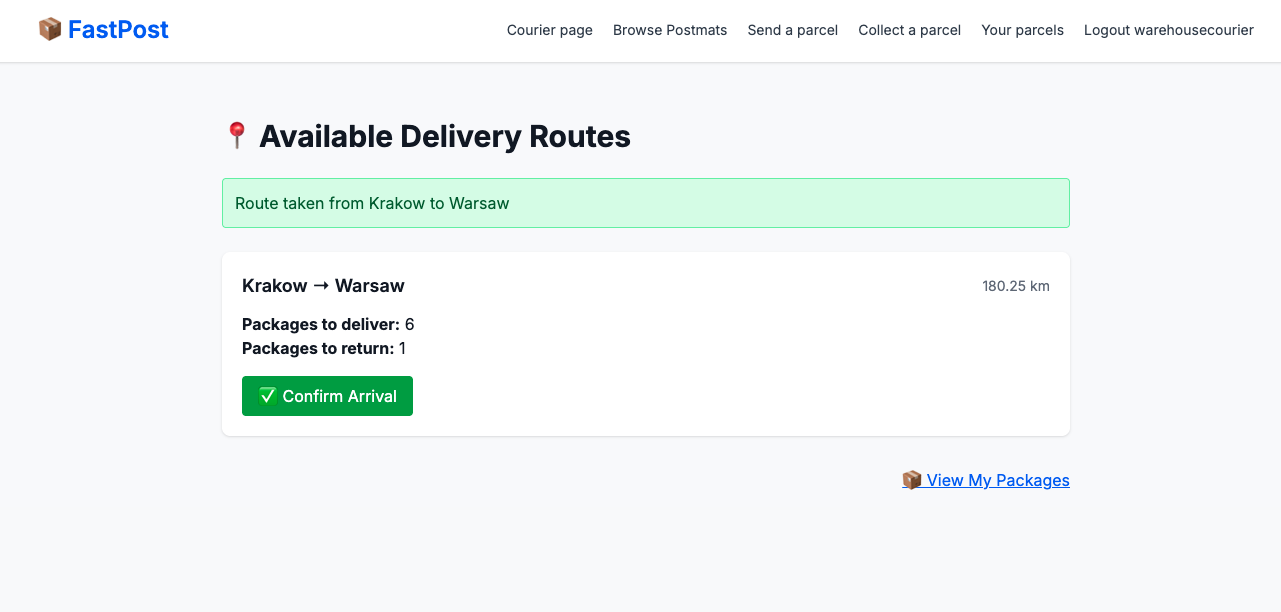 📦 FastPost
Courier page Browse Postmats Send a parcel Collect a parcel Your parcels Logout warehousecourier
📍 Available Delivery Routes
Route taken from Krakow to Warsaw
Krakow → Warsaw 180.25 km
Packages to deliver: 6
Packages to return: 1
✅ Confirm Arrival
📦 View My Packages